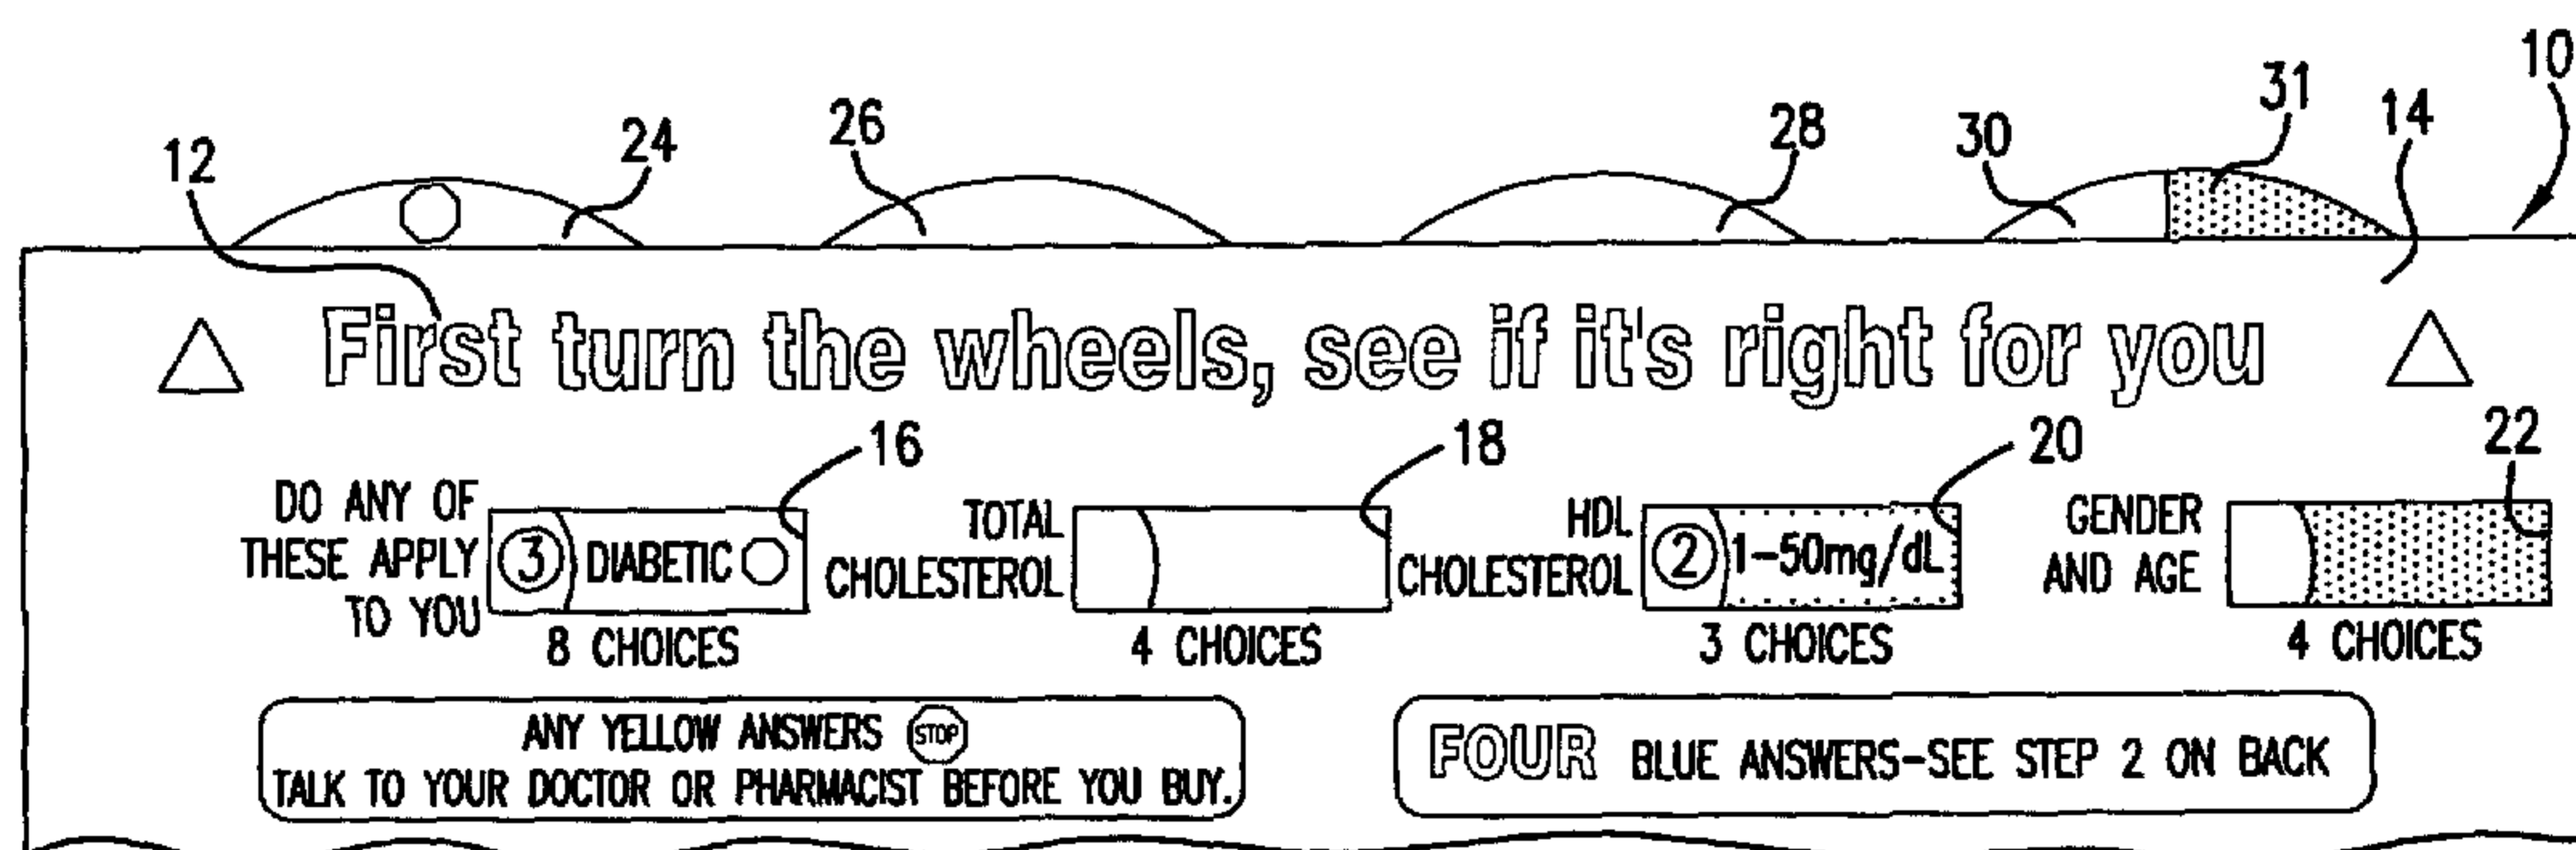 10
31
14
26
28
30
24
12
First turn the wheels, see if it's right for you
16
18
20
22
DO ANY OF
THESE APPLY
TO YOU
③ DIABETIC
8 CHOICES
TOTAL
CHOLESTEROL
4 CHOICES
HDL
CHOLESTEROL
② 1-50mg/dL
3 CHOICES
GENDER
AND AGE
4 CHOICES
ANY YELLOW ANSWERS STOP
TALK TO YOUR DOCTOR OR PHARMACIST BEFORE YOU BUY.
FOUR BLUE ANSWERS-SEE STEP 2 ON BACK